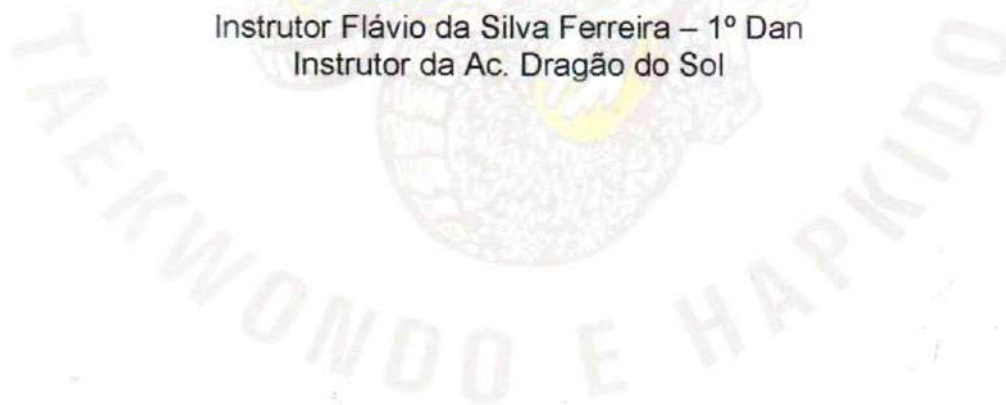 Instrutor Flávio da Silva Ferreira – 1º Dan
Instrutor da Ac. Dragão do Sol
TAEKWONDO E HAPKIDO